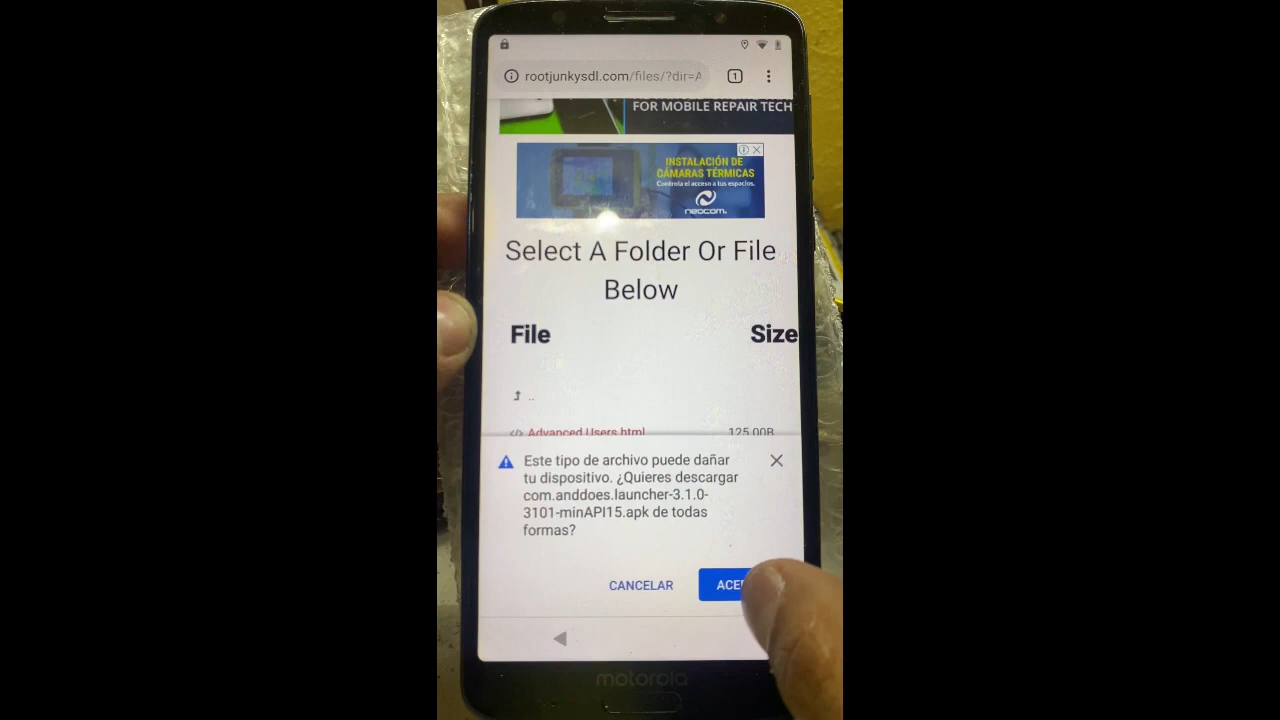 rootjunkysdl.com/files/?dir=A
1
FOR MOBILE REPAIR TECH
INSTALACIÓN DE
CÁMARAS TÉRMICAS
Controla el acceso a tus espacios.
neocom
Select A Folder Or File
Below
File Size
..
Advanced Users.html 125.00B
Este tipo de archivo puede dañar
tu dispositivo. ¿Quieres descargar
com.anddoes.launcher-3.1.0-
3101-minAPI15.apk de todas
formas?
CANCELAR ACE
motorola